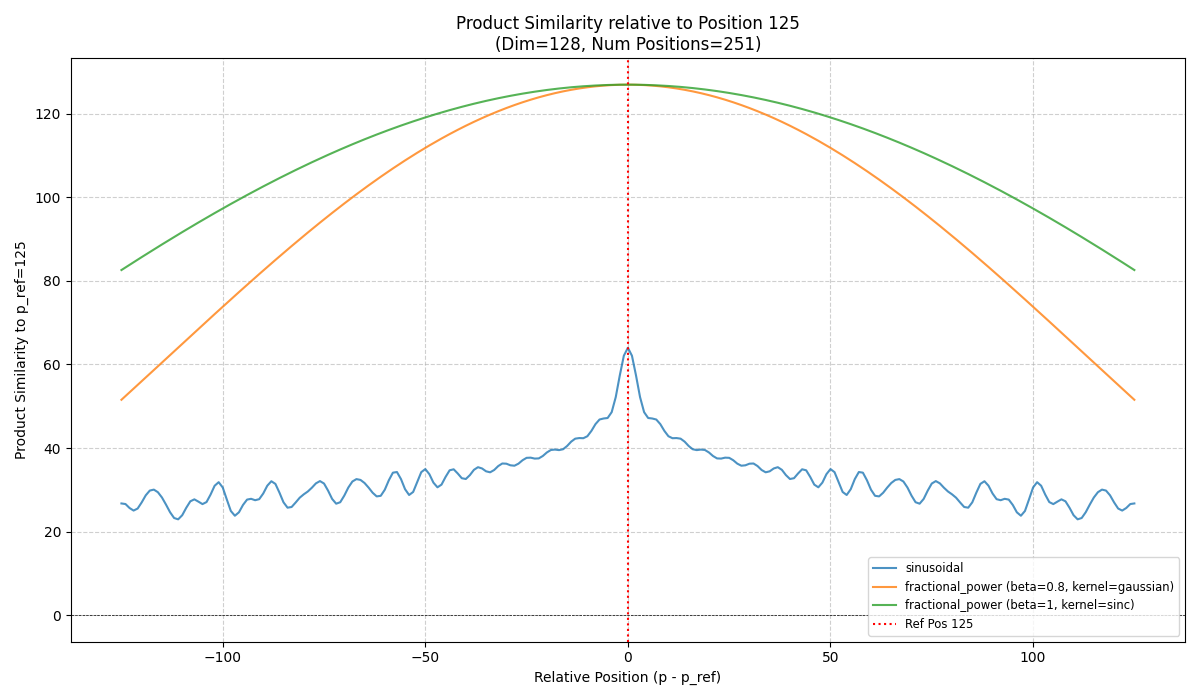 Product Similarity relative to Position 125
(Dim=128, Num Positions=251)
Product Similarity to p_ref=125
120
100
80
60
40
20
0
−100
−50
0
50
100
Relative Position (p - p_ref)
sinusoidal
fractional_power (beta=0.8, kernel=gaussian)
fractional_power (beta=1, kernel=sinc)
Ref Pos 125